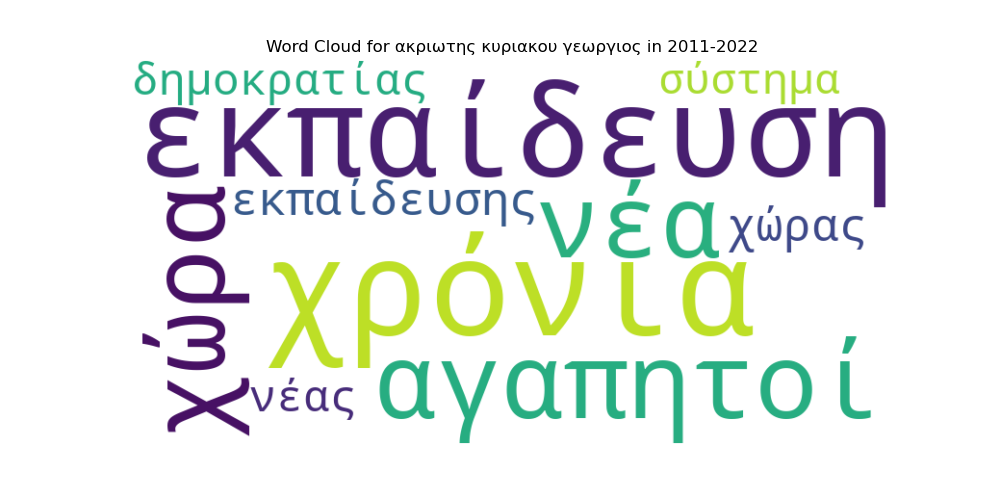 Word Cloud for ακριωτης κυριακου γεωργιος in 2011-2022
δημοκρατίας
σύστημα
εκπαίδευση
εκπαίδευσης
νέα
χώρας
χώρα
χρόνια
νέας
αγαπητοί